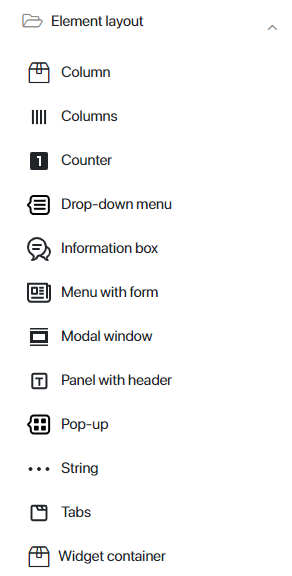 Element layout
Column
Columns
1 Counter
Drop-down menu
Information box
Menu with form
Modal window
T Panel with header
Pop-up
String
Tabs
Widget container